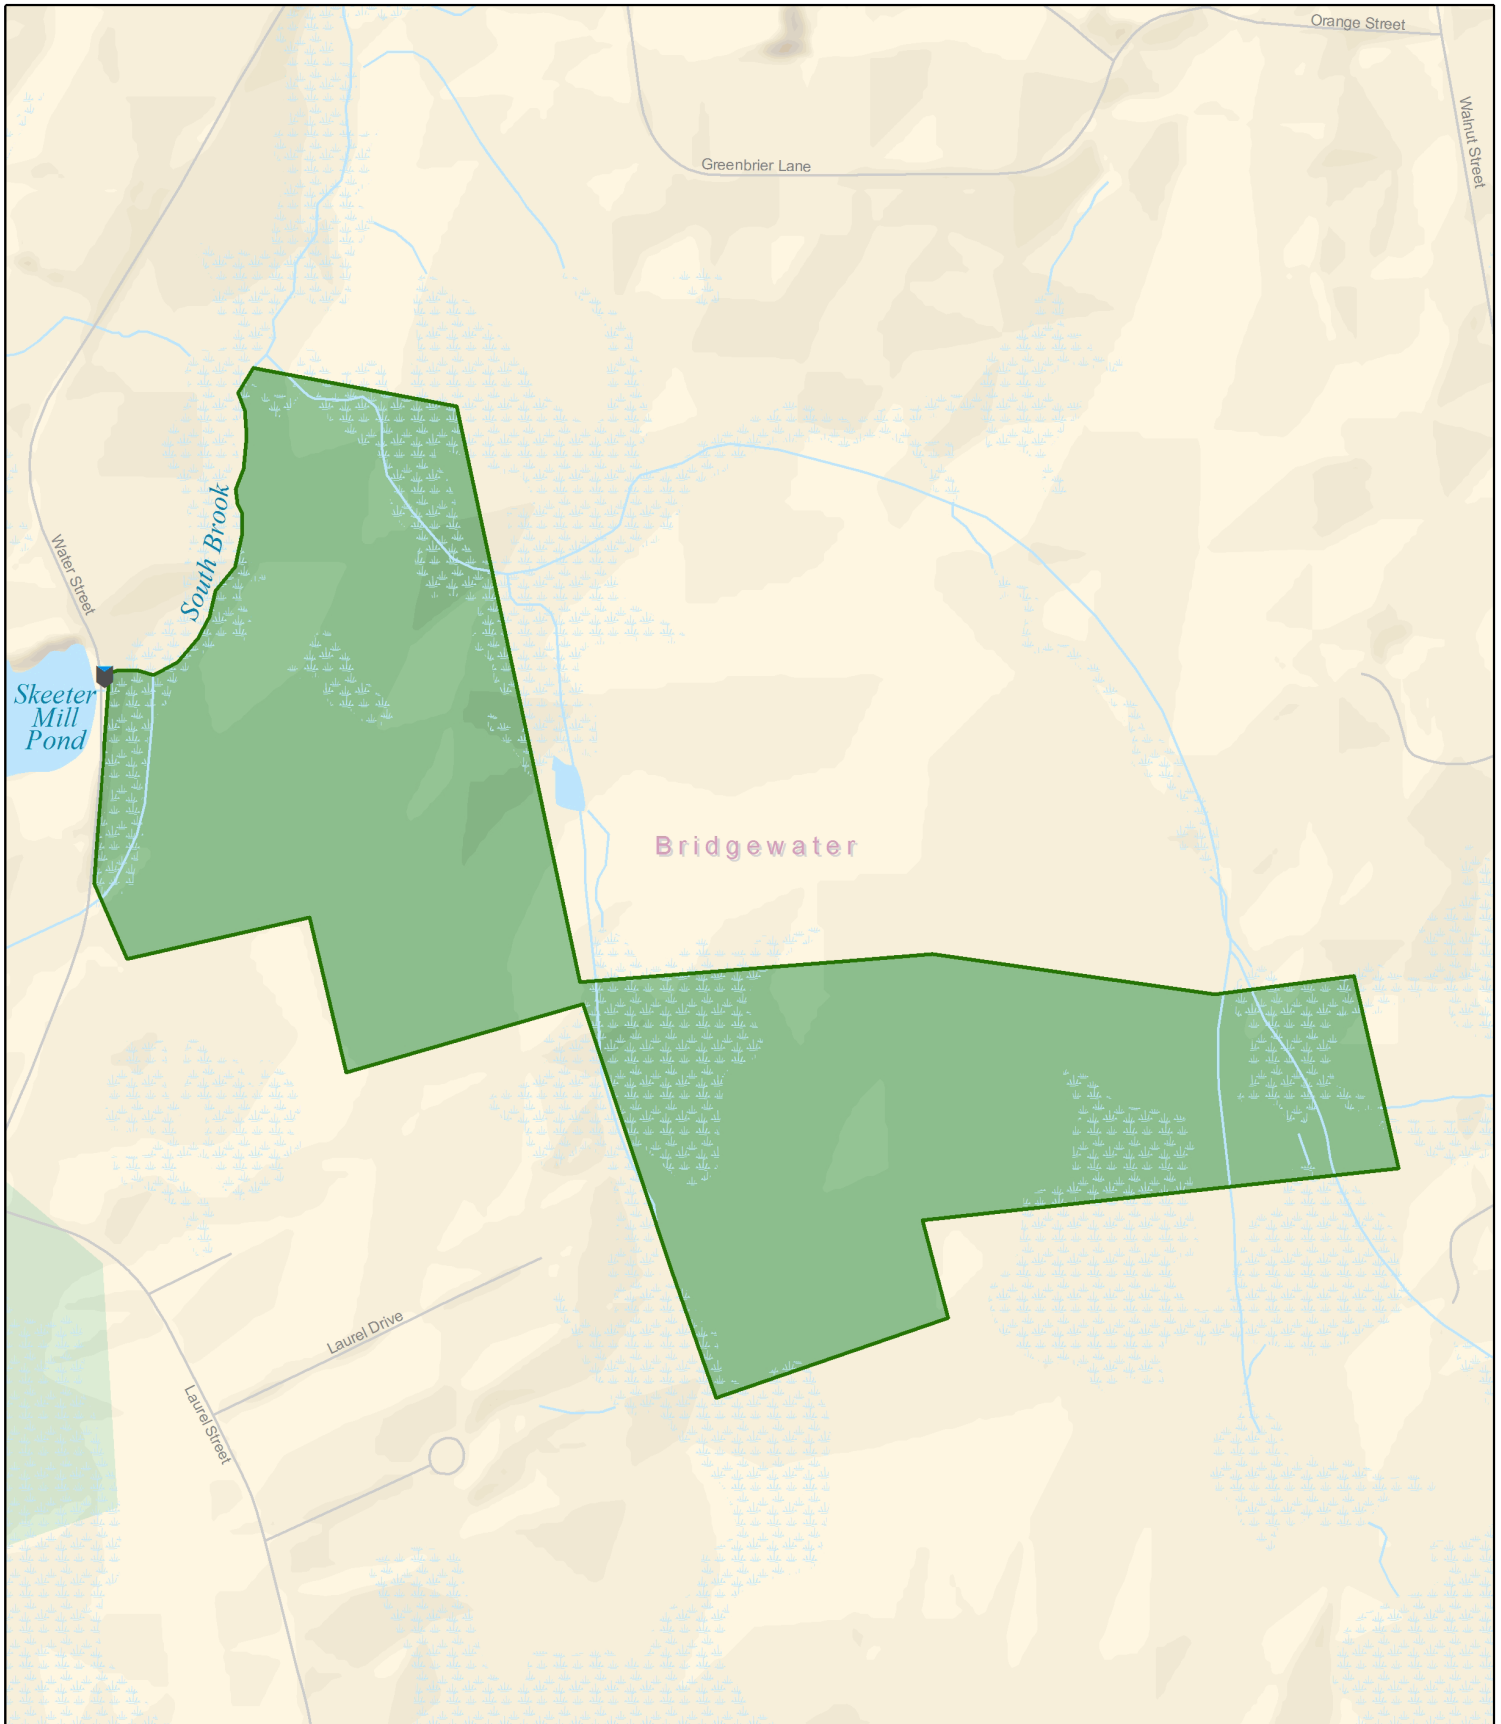 Orange Street
Walnut Street
Greenbrier Lane
Water Street
South Brook
Skeeter
Mill
Pond
Bridgewater
Laurel Drive
Laurel Street